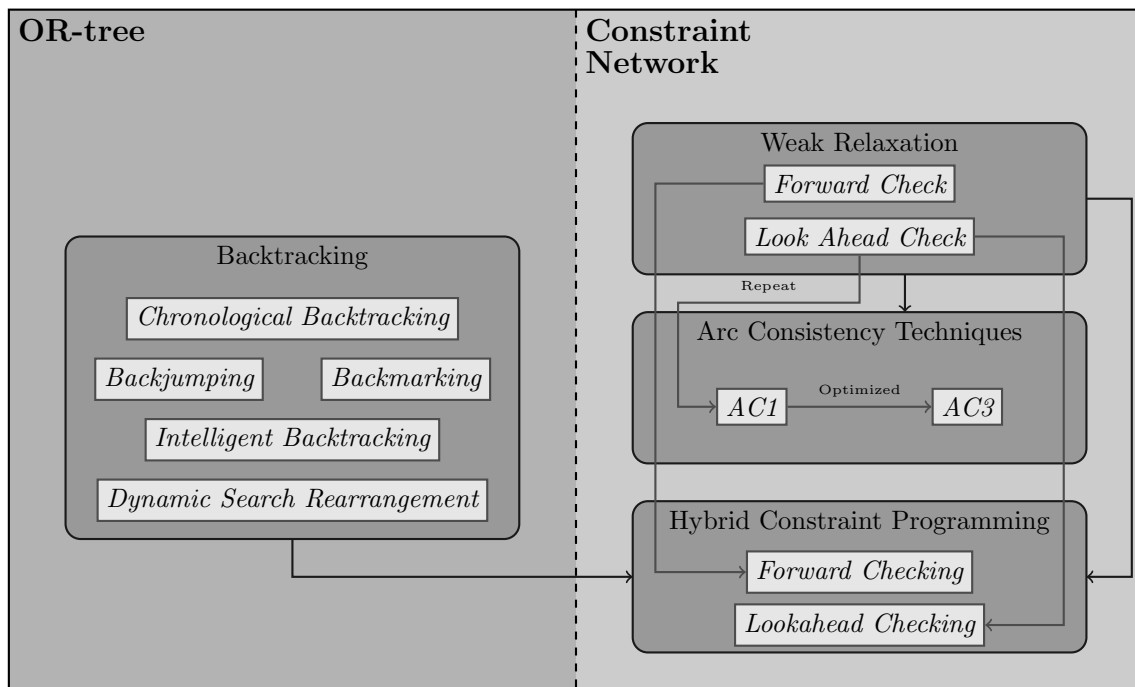 OR-tree
Backtracking
Chronological Backtracking
Backjumping
Backmarking
Intelligent Backtracking
Dynamic Search Rearrangement
Constraint
Network
Weak Relaxation
Forward Check
Look Ahead Check
Repeat
Arc Consistency Techniques
AC1
Optimized
AC3
Hybrid Constraint Programming
Forward Checking
Lookahead Checking